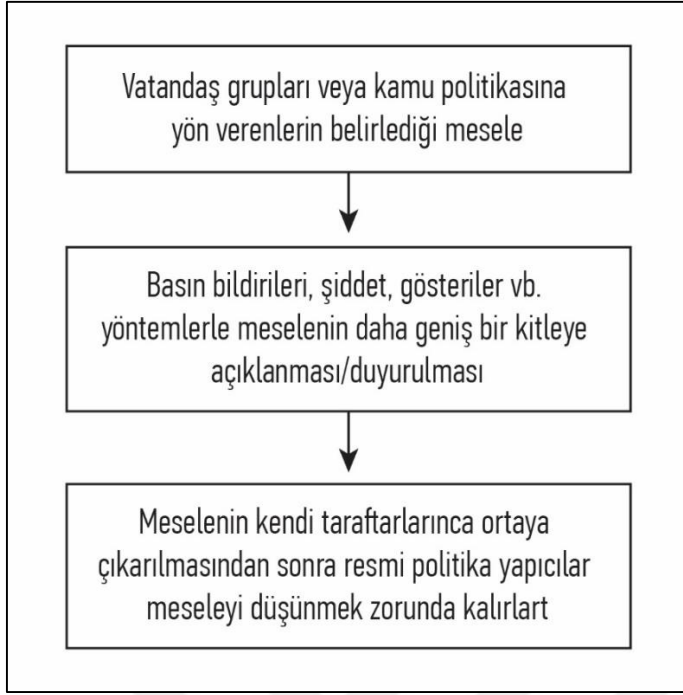 Vatandaş grupları veya kamu politikasına
yön verenlerin belirlediği mesele
Basın bildirileri, şiddet, gösteriler vb.
yöntemlerle meselenin daha geniş bir kitleye
açıklanması/duyurulması
Meselenin kendi taraftarlarınca ortaya
çıkarılmasından sonra resmi politika yapıcılar
meseleyi düşünmek zorunda kalırlart